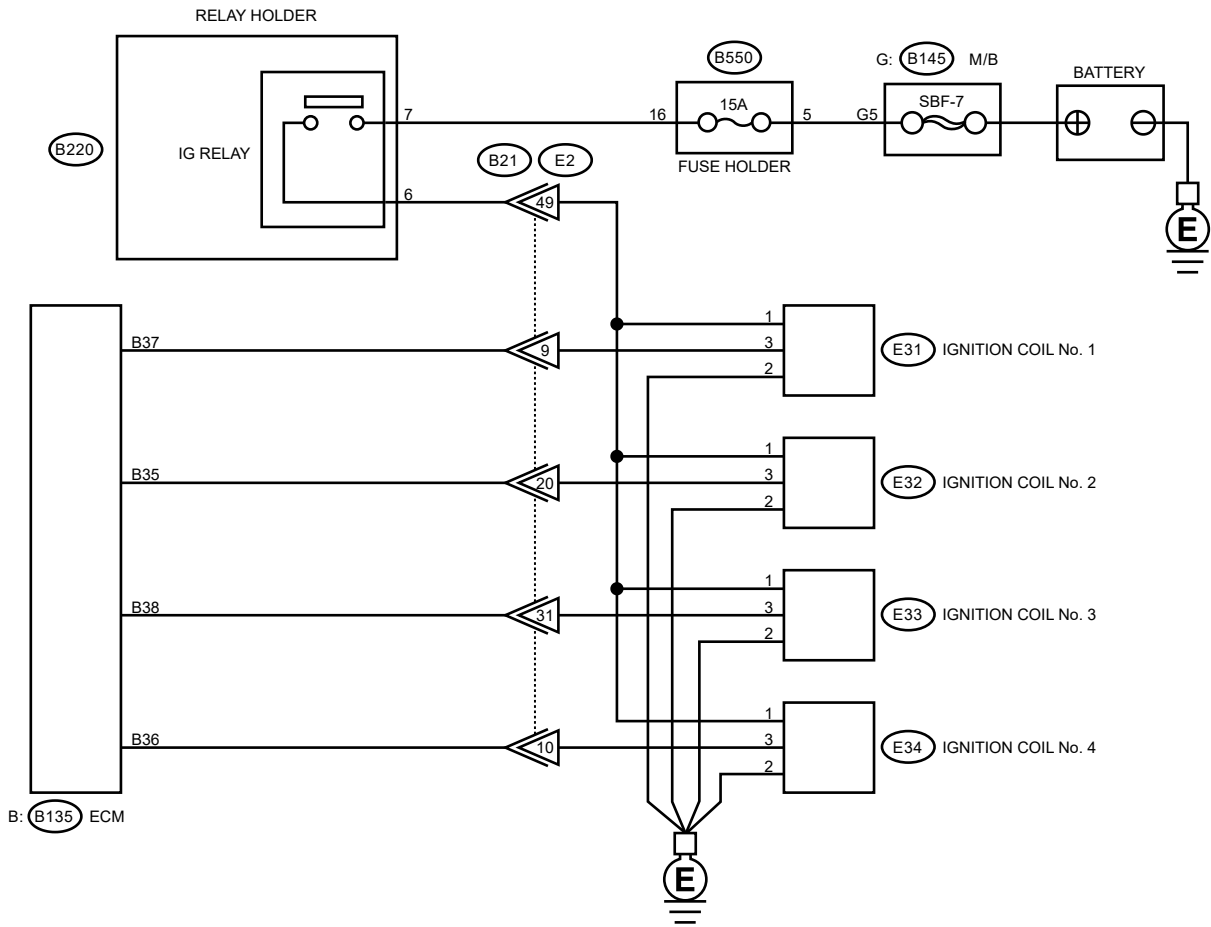 RELAY HOLDER
B550
G: B145 M/B
BATTERY
15A
SBF-7
7
16
5
G5
B220
IG RELAY
FUSE HOLDER
B21 E2
6
49
E
1
B37
9
3
E31 IGNITION COIL No. 1
2
1
B35
20
3
E32 IGNITION COIL No. 2
2
1
B38
31
3
E33 IGNITION COIL No. 3
2
1
B36
10
3
E34 IGNITION COIL No. 4
2
B: B135 ECM
E